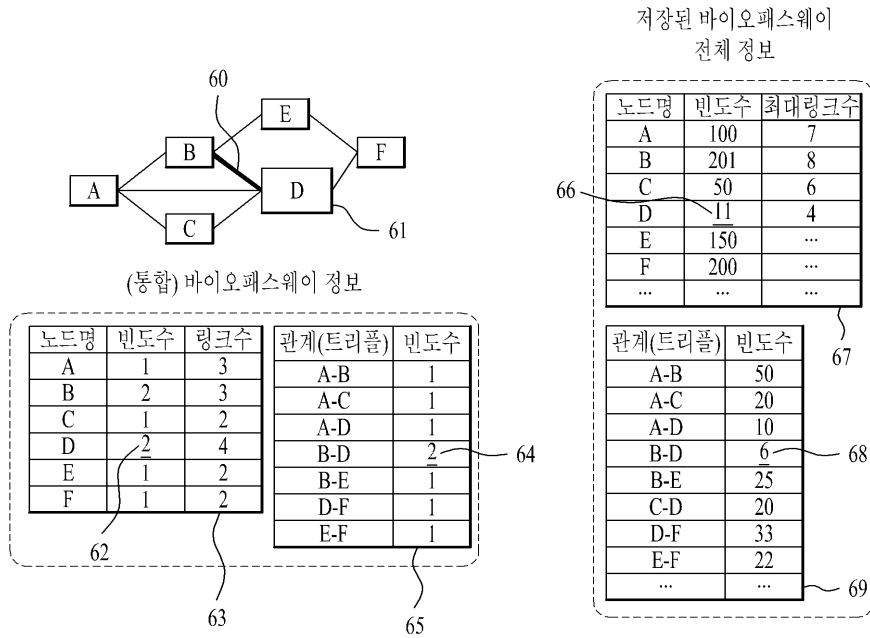 저장된 바이오패스웨이
전체 정보
60
E
B
F
A
D
C
61
(통합) 바이오패스웨이 정보
노드명 빈도수 링크수
A 1 3
B 2 3
C 1 2
D 2 4
E 1 2
F 1 2
62
63
관계(트리플) 빈도수
A-B 1
A-C 1
A-D 1
B-D 2
B-E 1
D-F 1
E-F 1
64
65
노드명 빈도수 최대링크수
A 100 7
B 201 8
C 50 6
D 11 4
E 150 ...
F 200 ...
... ... ...
66
67
관계(트리플) 빈도수
A-B 50
A-C 20
A-D 10
B-D 6
B-E 25
C-D 20
D-F 33
E-F 22
... ...
68
69